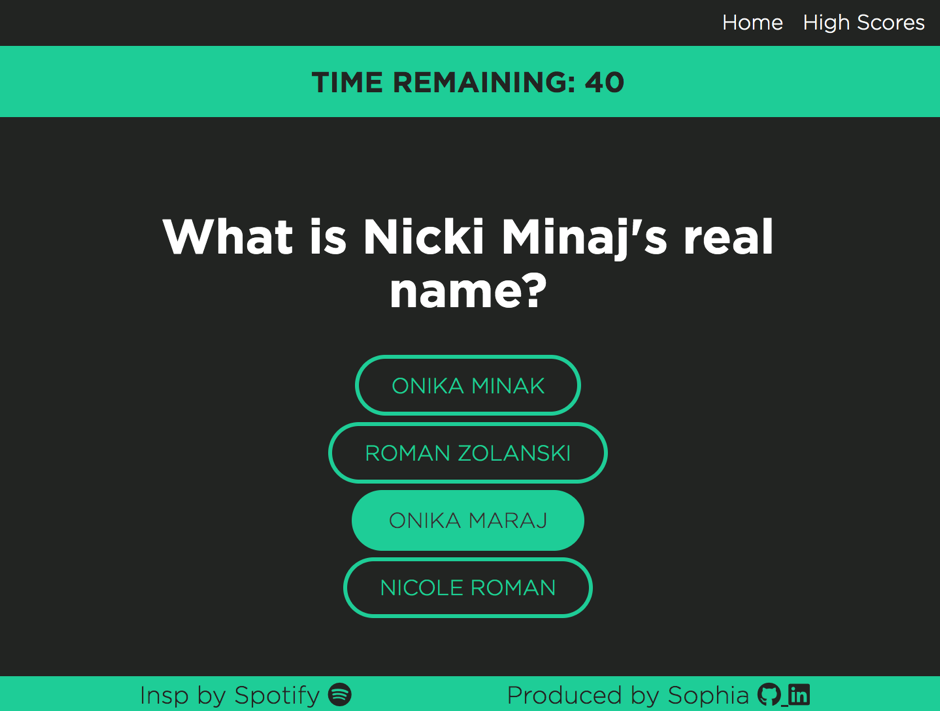 Home High Scores
TIME REMAINING: 40
What is Nicki Minaj's real
name?
ONIKA MINAK
ROMAN ZOLANSKI
ONIKA MARAJ
NICOLE ROMAN
Insp by Spotify Produced by Sophia